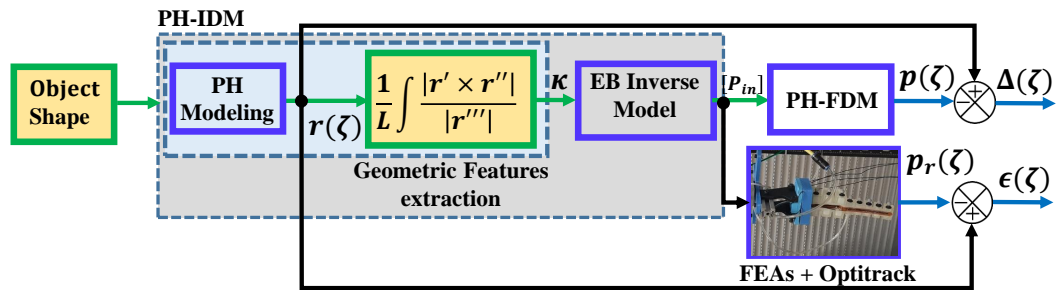 PH-IDM
Object
Shape
PH
Modeling
r(ζ)
1/L ∫ |r′ × r′′| / |r′′′|
κ
Geometric Features
extraction
EB Inverse
Model
[P_in]
PH-FDM
p(ζ)
− +
Δ(ζ)
p_r(ζ)
− +
ϵ(ζ)
FEAs + Optitrack